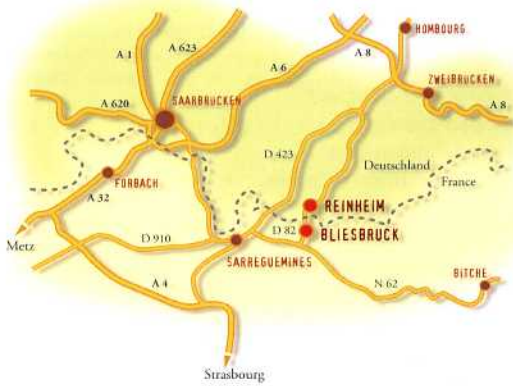 HOMBOURG
A 623
A 1
A 6
A 8
ZWEIBRUCKEN
A 620
SAARBRUCKEN
A 8
D 423
Deutschland
France
FORBACH
A 32
REINHEIM
Metz
D 910
D 82
BLIESBRUCK
SARREGUEMINES
A 4
N 62
BITCHE
Strasbourg